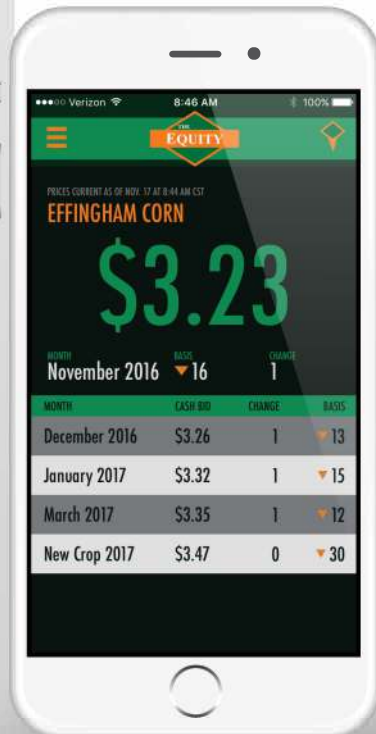 Verizon 8:46 AM 100%
THE
EQUITY
PRICES CURRENT AS OF NOV. 17 AT 8:44 AM CST
EFFINGHAM CORN
$3.23
MONTH BASIS CHANGE
November 2016 ▼ 16 1
MONTH CASH BID CHANGE BASIS
December 2016 $3.26 1 ▼ 13
January 2017 $3.32 1 ▼ 15
March 2017 $3.35 1 ▼ 12
New Crop 2017 $3.47 0 ▼ 30